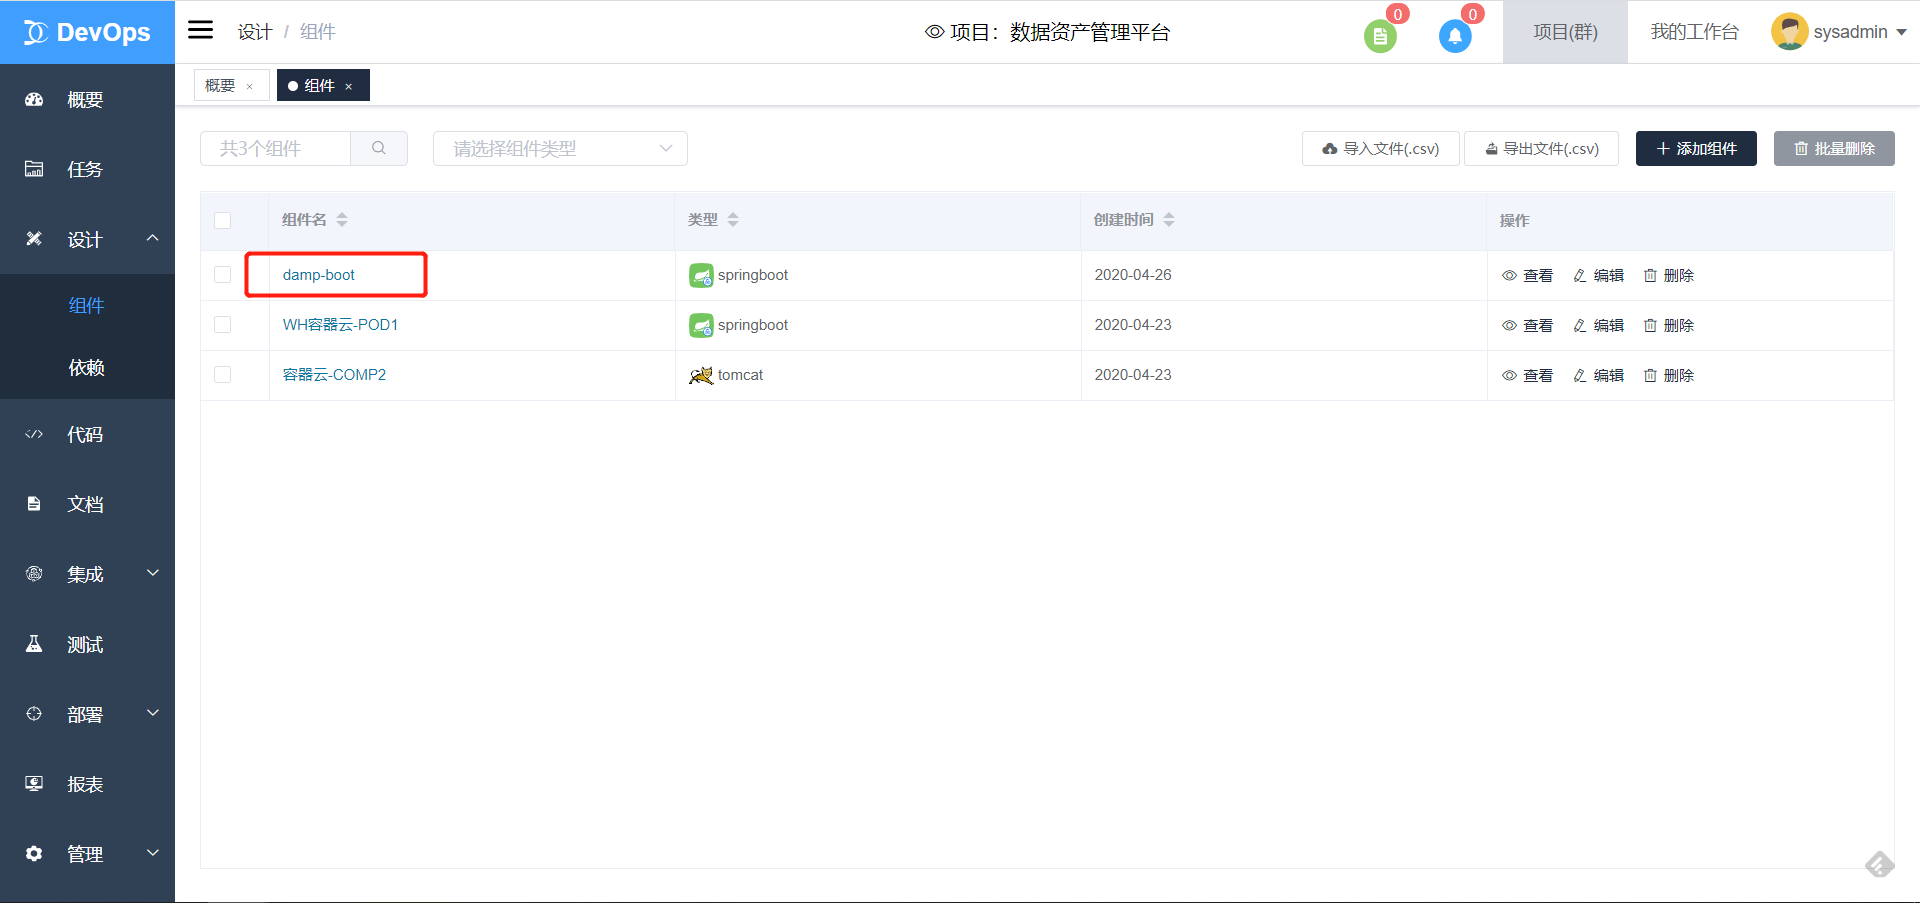 DevOps
设计 / 组件
项目：数据资产管理平台
0
0
项目(群)
我的工作台
sysadmin
概要 ×
组件 ×
概要
任务
设计
组件
依赖
代码
文档
集成
测试
部署
报表
管理
共3个组件
请选择组件类型
导入文件(.csv)
导出文件(.csv)
+ 添加组件
批量删除
组件名 类型 创建时间 操作
damp-boot springboot 2020-04-26 查看 编辑 删除
WH容器云-POD1 springboot 2020-04-23 查看 编辑 删除
容器云-COMP2 tomcat 2020-04-23 查看 编辑 删除